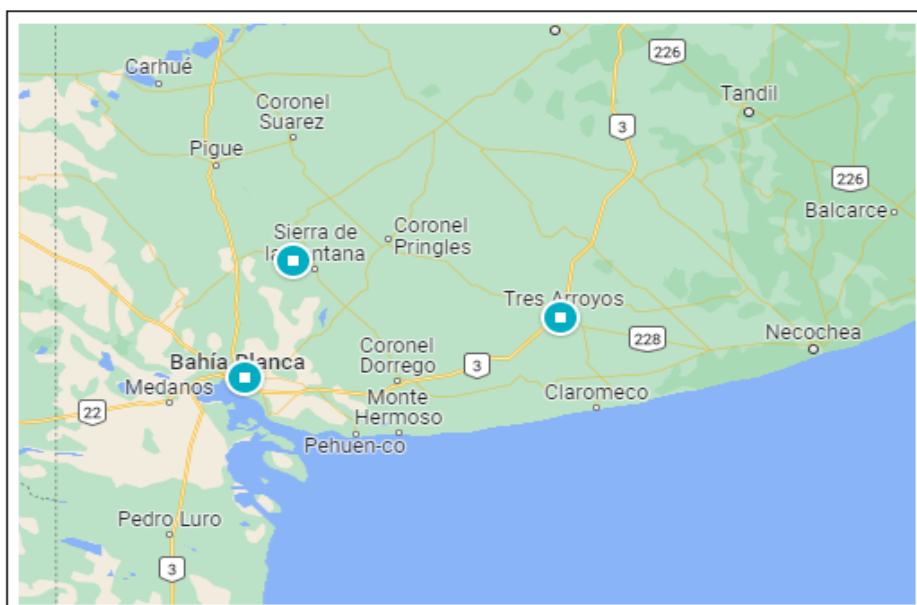 226
Carhué
Tandil
Coronel
Suarez
3
Pigue
226
Balcarce
Sierra de
Coronel
Pringles
Tres Arroyos
228
Necochea
Bahía Blanca
Coronel
Dorrego
3
Medanos
Monte
Hermoso
Claromeco
22
Pehuen-co
Pedro Luro
3